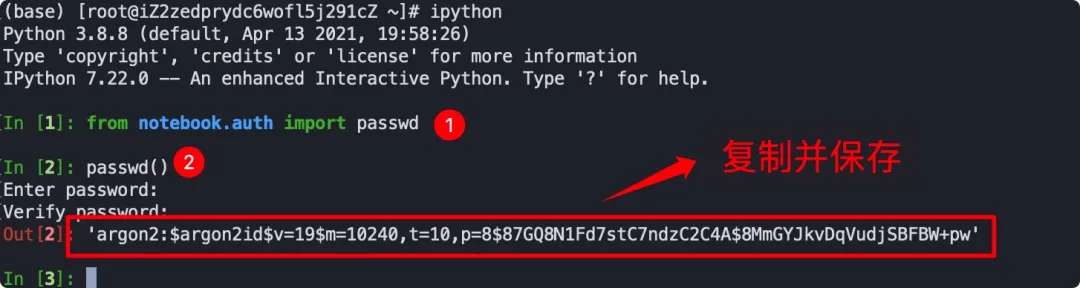 (base) [root@iZ2zedprydc6wofl5j291cZ ~]# ipython
Python 3.8.8 (default, Apr 13 2021, 19:58:26)
Type 'copyright', 'credits' or 'license' for more information
IPython 7.22.0 -- An enhanced Interactive Python. Type '?' for help.
[In [1]: from notebook.auth import passwd 1
[In [2]: passwd() 2
复制并保存
[Enter password:
[Verify password:
Out[2]: 'argon2:$argon2id$v=19$m=10240,t=10,p=8$87GQ8N1Fd7stC7ndzC2C4A$8MmGYJkvDqVudjSBFBW+pw'
In [3]: